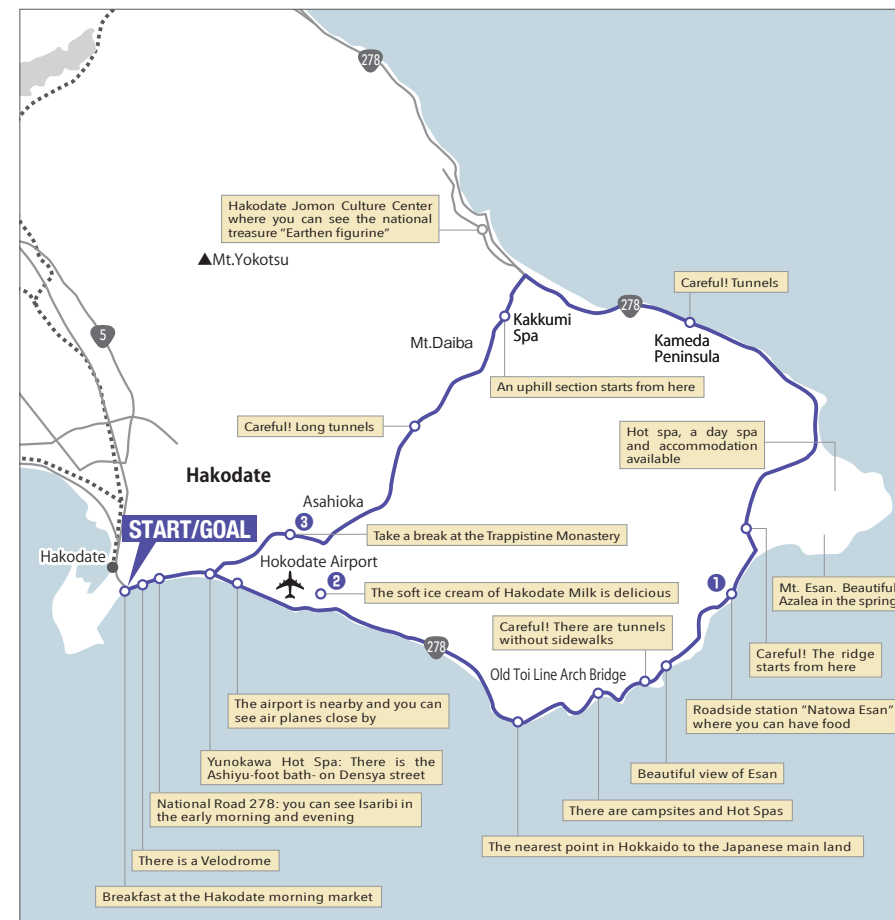 278
Hakodate Jomon Culture Center
where you can see the national
treasure "Earthen figurine"
▲Mt.Yokotsu
Careful! Tunnels
278
5
Kakkumi
Spa
Kameda
Peninsula
Mt.Daiba
An uphill section starts from here
Careful! Long tunnels
Hot spa, a day spa
and accommodation
available
Hakodate
Asahioka
START/GOAL
3
Take a break at the Trappistine Monastery
Hakodate
Hokodate Airport
2
The soft ice cream of Hakodate Milk is delicious
1
Mt. Esan. Beautiful
Azalea in the spring
Careful! There are tunnels
without sidewalks
Careful! The ridge
starts from here
278
Old Toi Line Arch Bridge
The airport is nearby and you can
see air planes close by
Roadside station "Natowa Esan"
where you can have food
Yunokawa Hot Spa: There is the
Ashiyu-foot bath- on Densya street
Beautiful view of Esan
National Road 278: you can see Isaribi in
the early morning and evening
There are campsites and Hot Spas
The nearest point in Hokkaido to the Japanese main land
There is a Velodrome
Breakfast at the Hakodate morning market